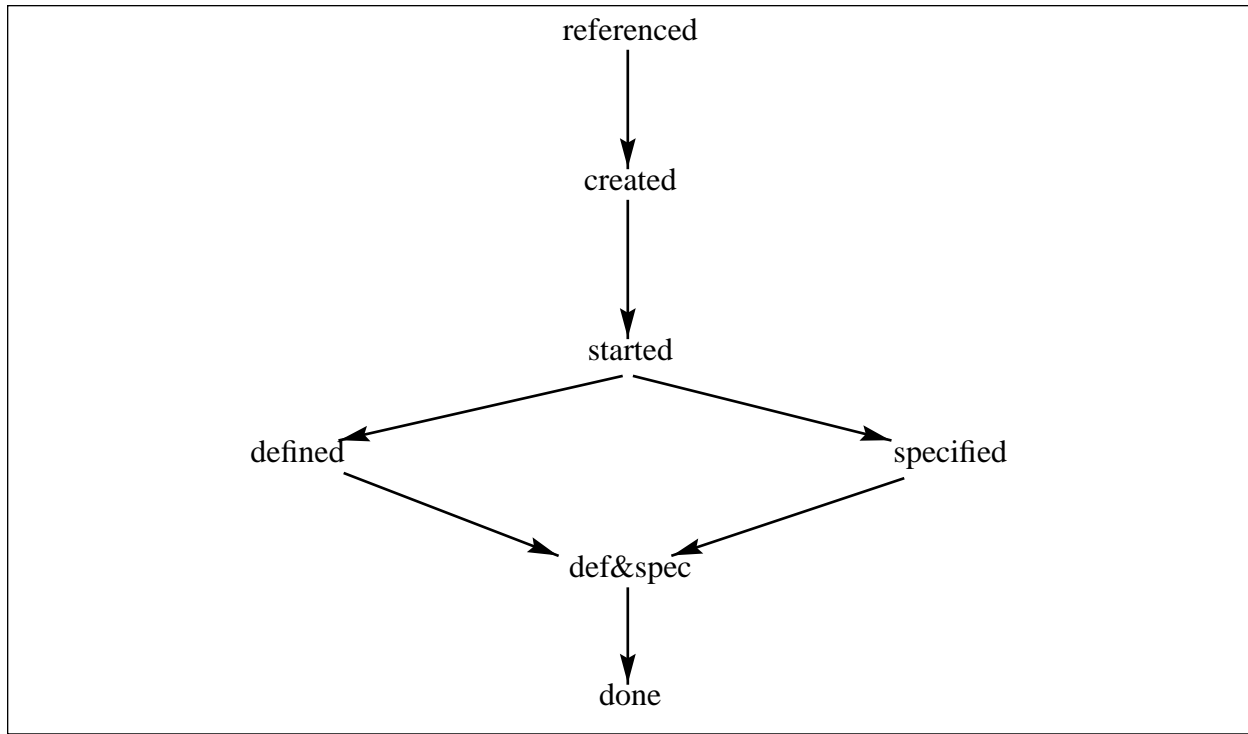 referenced
created
started
defined
specified
def&spec
done